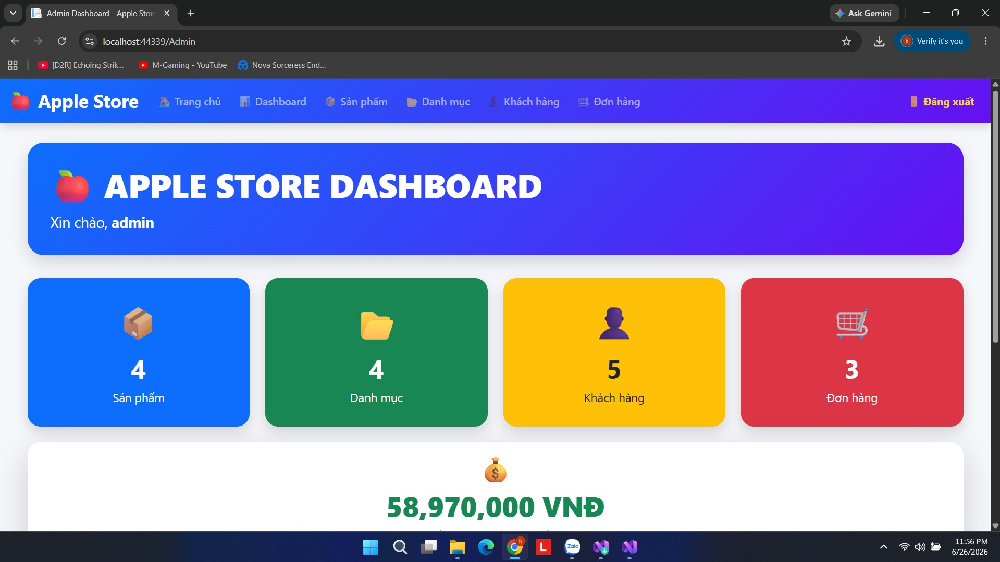 Admin Dashboard - Apple Store
Ask Gemini
localhost:44339/Admin
Verify it's you
[D2R] Echoing Strik...
M-Gaming - YouTube
Nova Sorceress End...
Apple Store
Trang chủ
Dashboard
Sản phẩm
Danh mục
Khách hàng
Đơn hàng
Đăng xuất
APPLE STORE DASHBOARD
Xin chào, admin
4
Sản phẩm
4
Danh mục
5
Khách hàng
3
Đơn hàng
58,970,000 VNĐ
Zalo
11:56 PM
6/26/2026